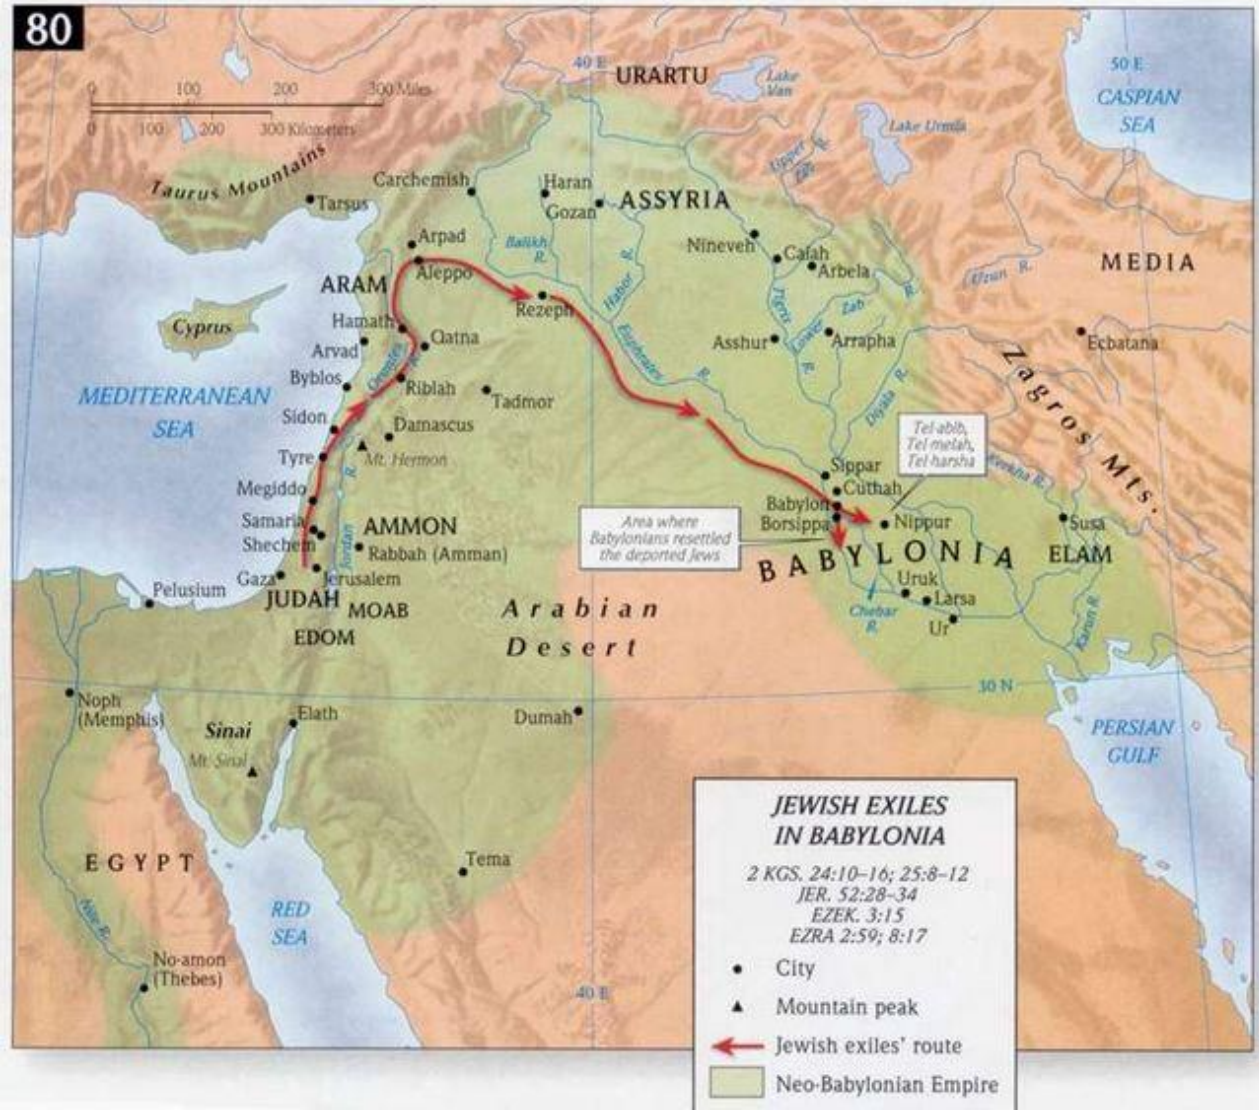 80
40 E
URARTU
Lake
Van
50 E
CASPIAN
SEA
100 200 300 Miles
0
0 100 200 300 Kilometers
Lake Urmia
Upper
Zab R.
Taurus Mountains
Tarsus
Carchemish
Haran
Gozan
ASSYRIA
Arpad
Aleppo
Balikh
R.
Habor R.
Nineveh
Calah
Arbela
Uzun R.
MEDIA
ARAM
Cyprus
Hamath
Rezeph
Tigris
R.
Lower
Zab
Arvad
Qatna
Euphrates
R.
Asshur
Arrapha
Ecbatana
Byblos
Orontes
Riblah
Tadmor
Diyala R.
Zagros Mts.
MEDITERRANEAN
SEA
Sidon
Damascus
Tel-abib,
Tel-melah,
Tel-harsha
Tyre
Mt. Hermon
Kerkha R.
Megiddo
Sippar
Cuthah
Samaria
Shechem
Jordan
R.
AMMON
Rabbah (Amman)
Area where
Babylonians resettled
the deported Jews
Babylon
Borsippa
Nippur
Susa
BABYLONIA
ELAM
Pelusium
Gaza
Jerusalem
JUDAH
MOAB
EDOM
Arabian
Desert
Uruk
Larsa
Chebar
R.
Ur
Karun R.
30 N
Noph
(Memphis)
Sinai
Mt. Sinai
Elath
Dumah
PERSIAN
GULF
EGYPT
Tema
Nile R.
RED
SEA
No-amon
(Thebes)
40 E
JEWISH EXILES
IN BABYLONIA
2 KGS. 24:10–16; 25:8–12
JER. 52:28–34
EZEK. 3:15
EZRA 2:59; 8:17
City
Mountain peak
Jewish exiles' route
Neo-Babylonian Empire